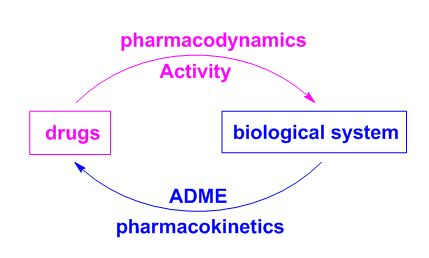 pharmacodynamics
Activity
drugs
biological system
ADME
pharmacokinetics